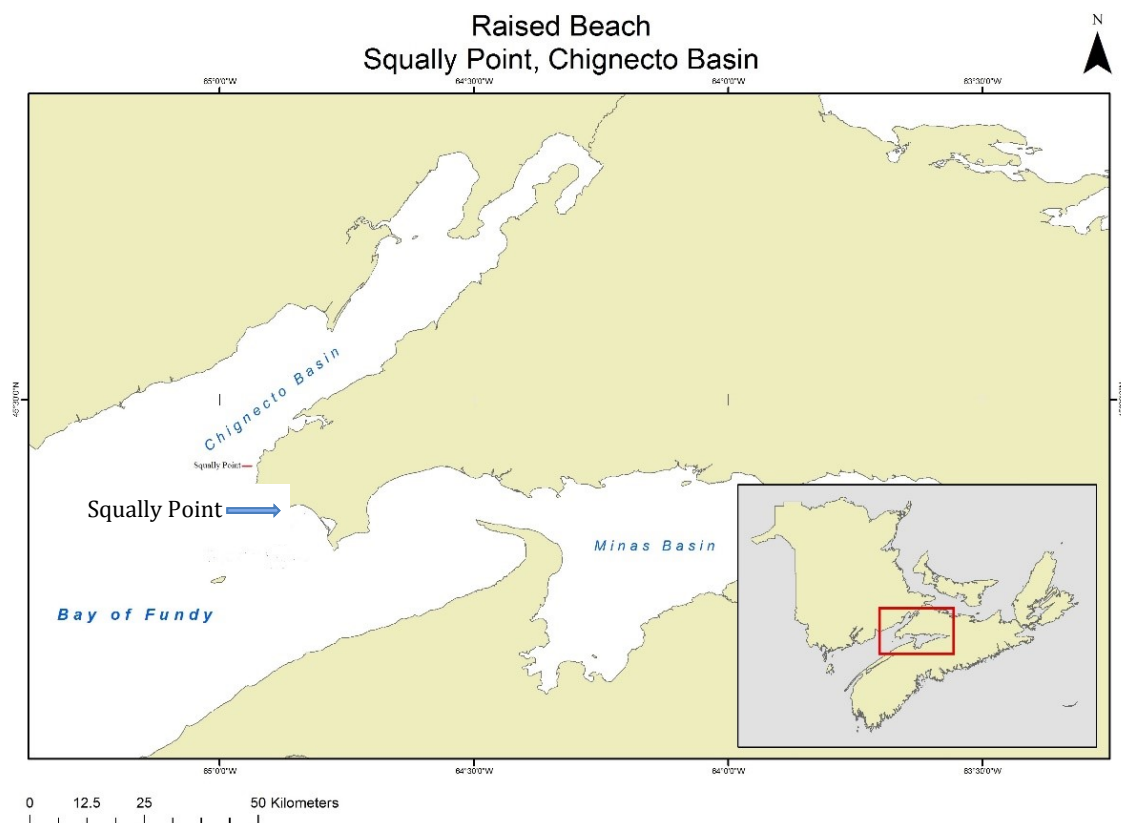 Raised Beach
Squally Point, Chignecto Basin
N
65°0'0"W
64°30'0"W
64°0'0"W
63°30'0"W
Chignecto Basin
Squally Point
Squally Point
Minas Basin
Bay of Fundy
65°0'0"W
64°30'0"W
64°0'0"W
63°30'0"W
0 12.5 25 50 Kilometers